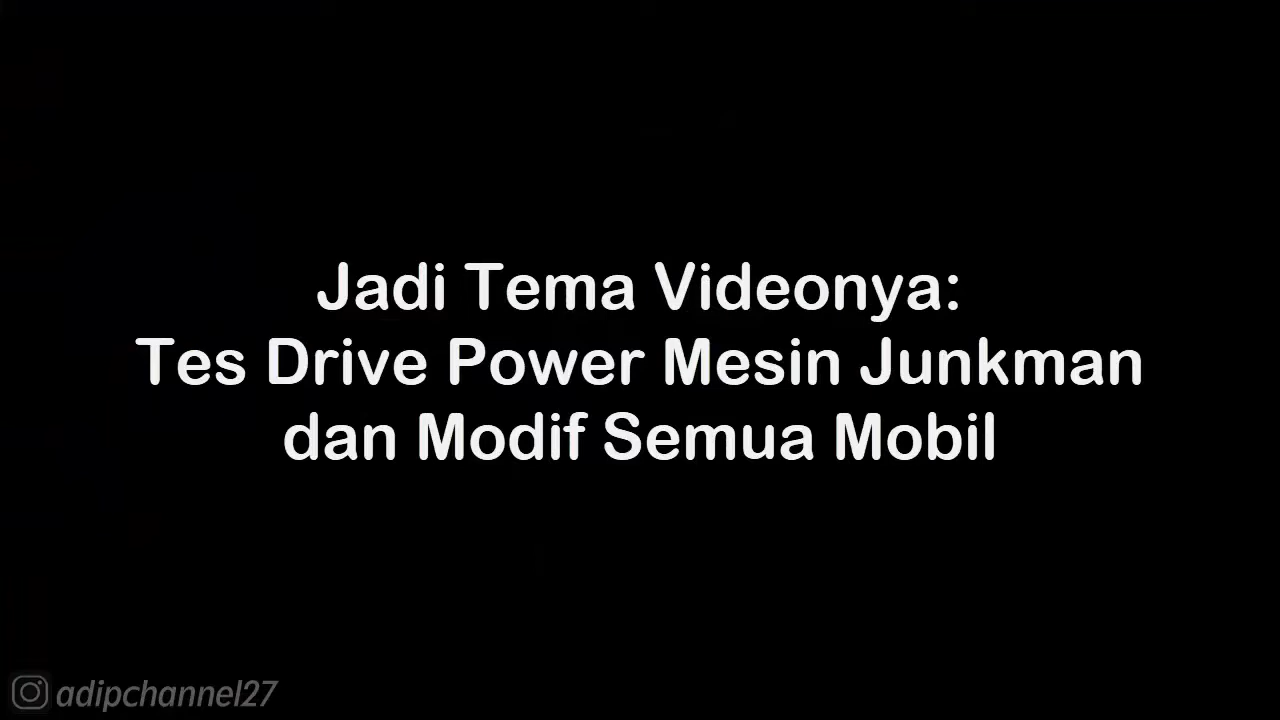 Jadi Tema Videonya:
Tes Drive Power Mesin Junkman
dan Modif Semua Mobil
adipchannel27